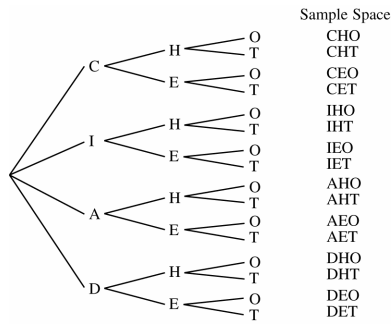 Sample Space
O CHO
H
T CHT
C
O CEO
E
T CET
O IHO
H
T IHT
I
O IEO
E
T IET
O AHO
H
T AHT
A
O AEO
E
T AET
O DHO
H
T DHT
D
O DEO
E
T DET